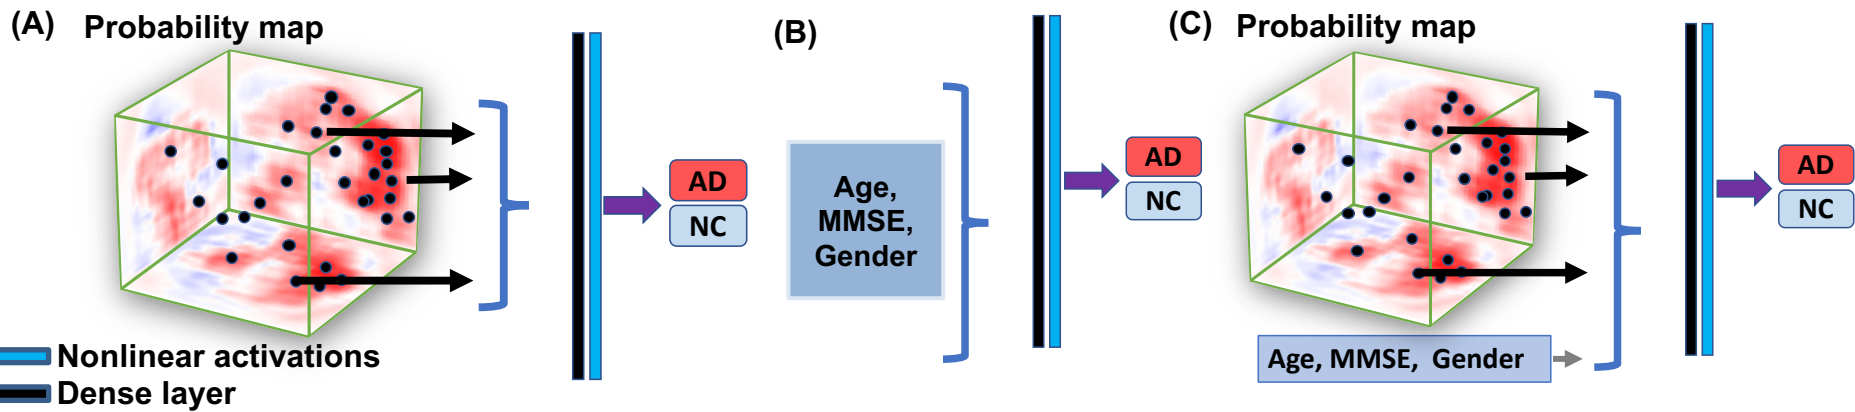 (A) Probability map
AD
NC
Nonlinear activations
Dense layer
(B)
Age,
MMSE,
Gender
AD
NC
(C) Probability map
Age, MMSE, Gender
AD
NC